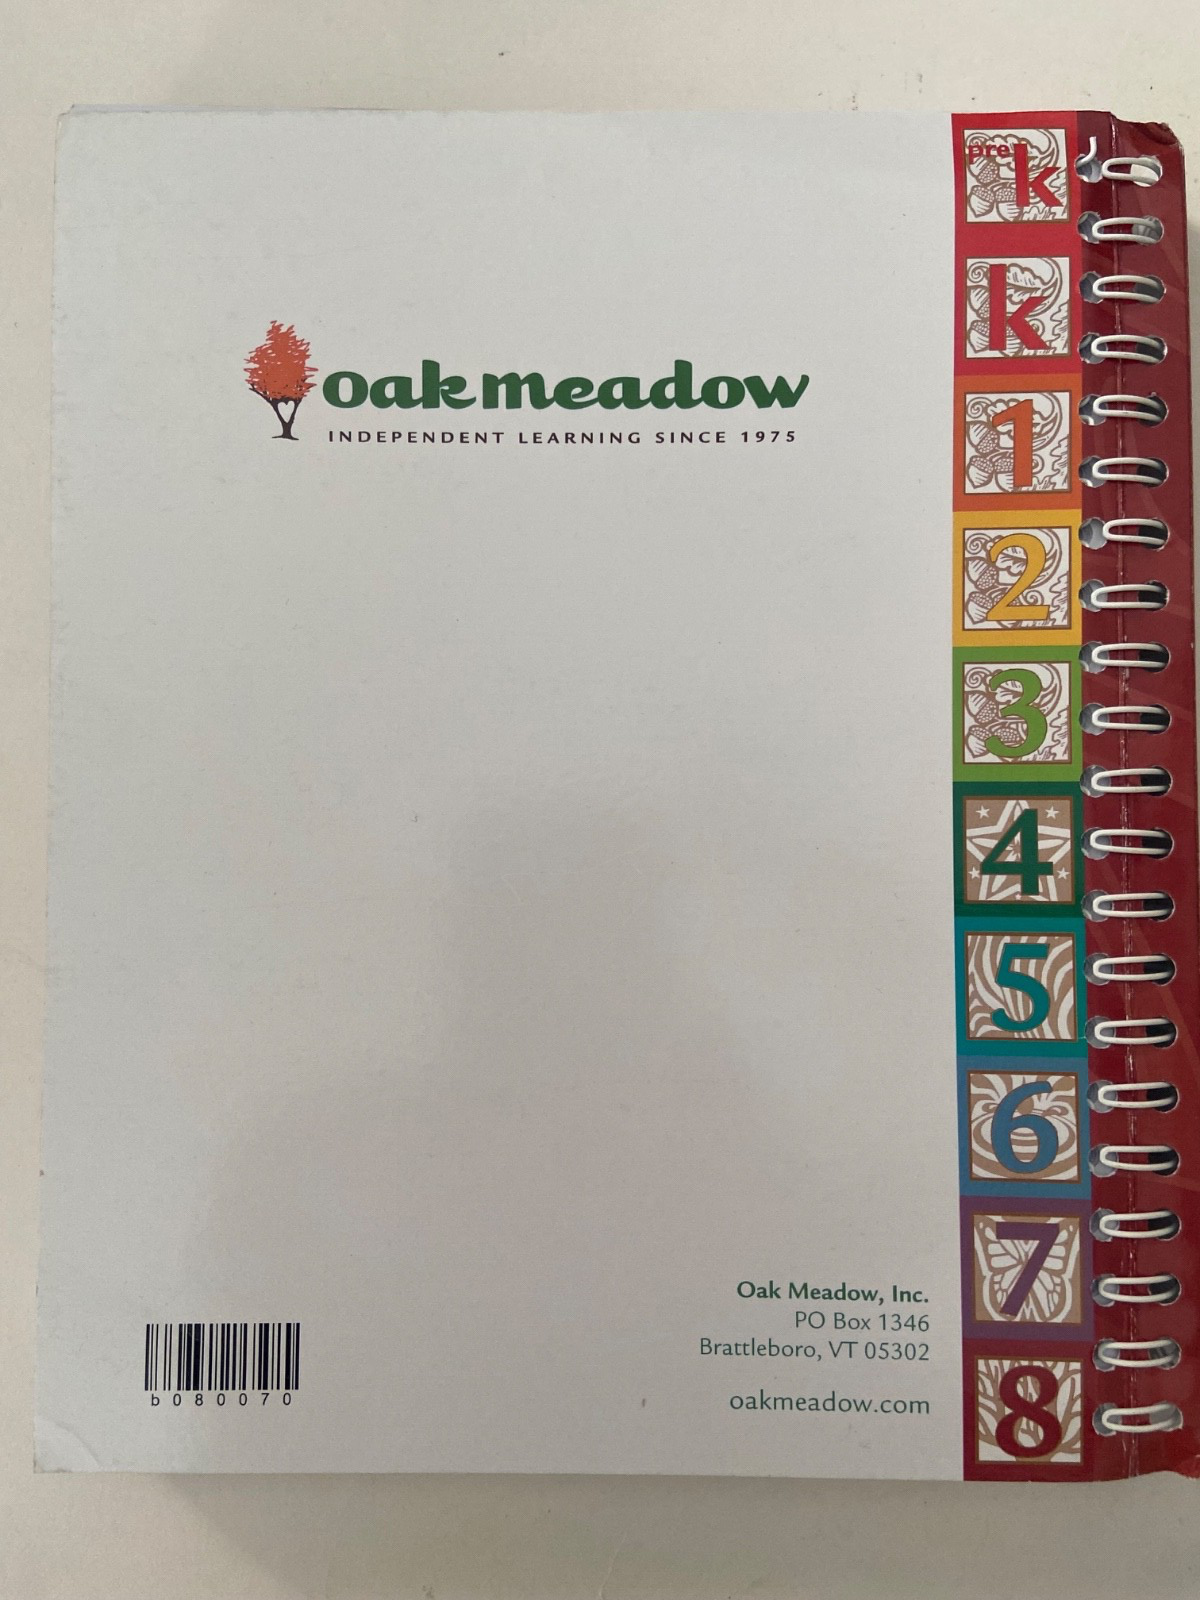 oak meadow
INDEPENDENT LEARNING SINCE 1975
pre k
k
1
2
3
4
5
6
7
8
Oak Meadow, Inc.
PO Box 1346
Brattleboro, VT 05302
oakmeadow.com
b080070